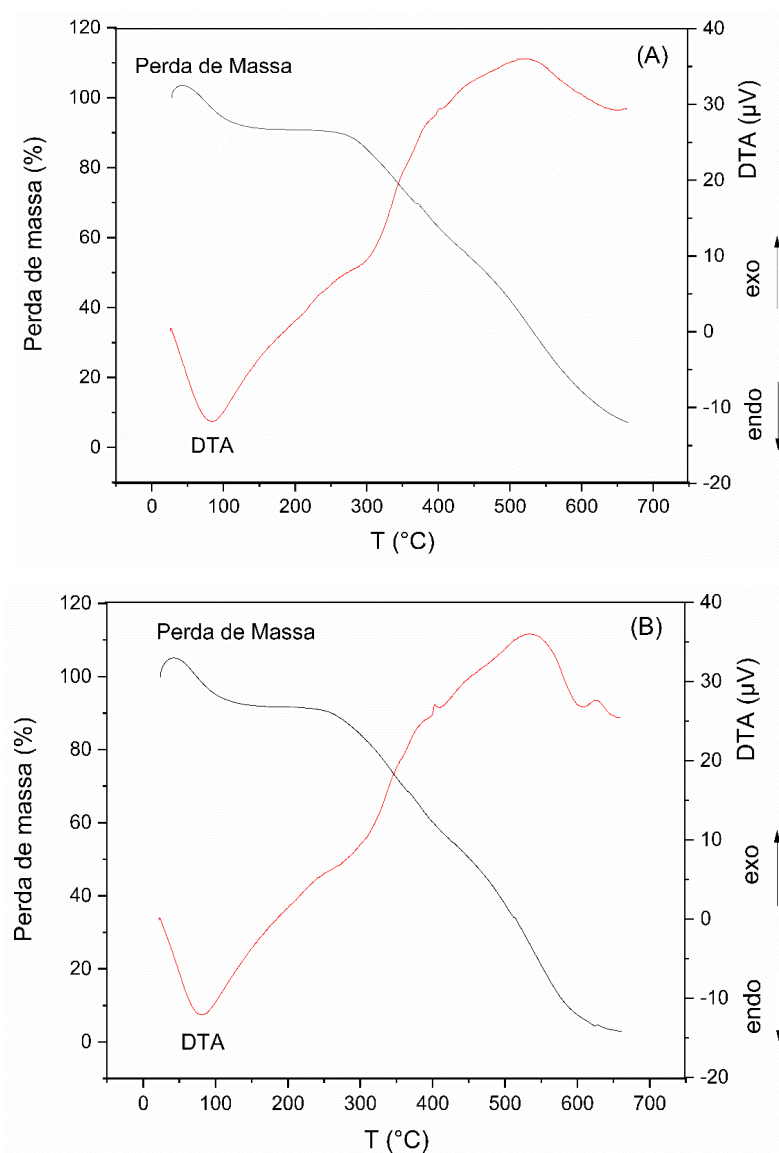 (A)
Perda de Massa
DTA
Perda de massa (%)
120
100
80
60
40
20
0
0 100 200 300 400 500 600 700
T (°C)
40
30
20
10
0
-10
-20
DTA (µV)
exo
endo
(B)
Perda de Massa
DTA
Perda de massa (%)
120
100
80
60
40
20
0
0 100 200 300 400 500 600 700
T (°C)
40
30
20
10
0
-10
-20
DTA (µV)
exo
endo